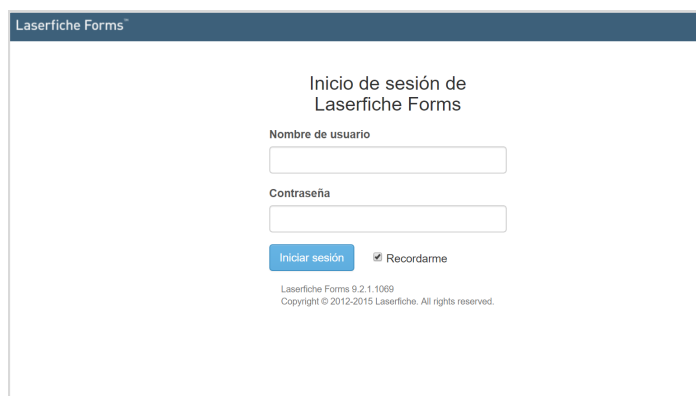 Laserfiche Forms™
Inicio de sesión de
Laserfiche Forms
Nombre de usuario
Contraseña
Iniciar sesión
Recordarme
Laserfiche Forms 9.2.1.1069
Copyright © 2012-2015 Laserfiche. All rights reserved.